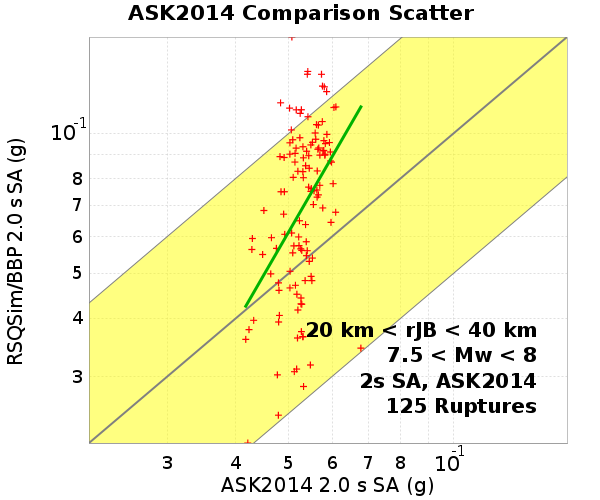 ASK2014 Comparison Scatter
RSQSim/BBP 2.0 s SA (g)
10-1
8
7
6
5
4
3
20 km < rJB < 40 km
7.5 < Mw < 8
2s SA, ASK2014
125 Ruptures
3 4 5 6 7 8 10-1
ASK2014 2.0 s SA (g)